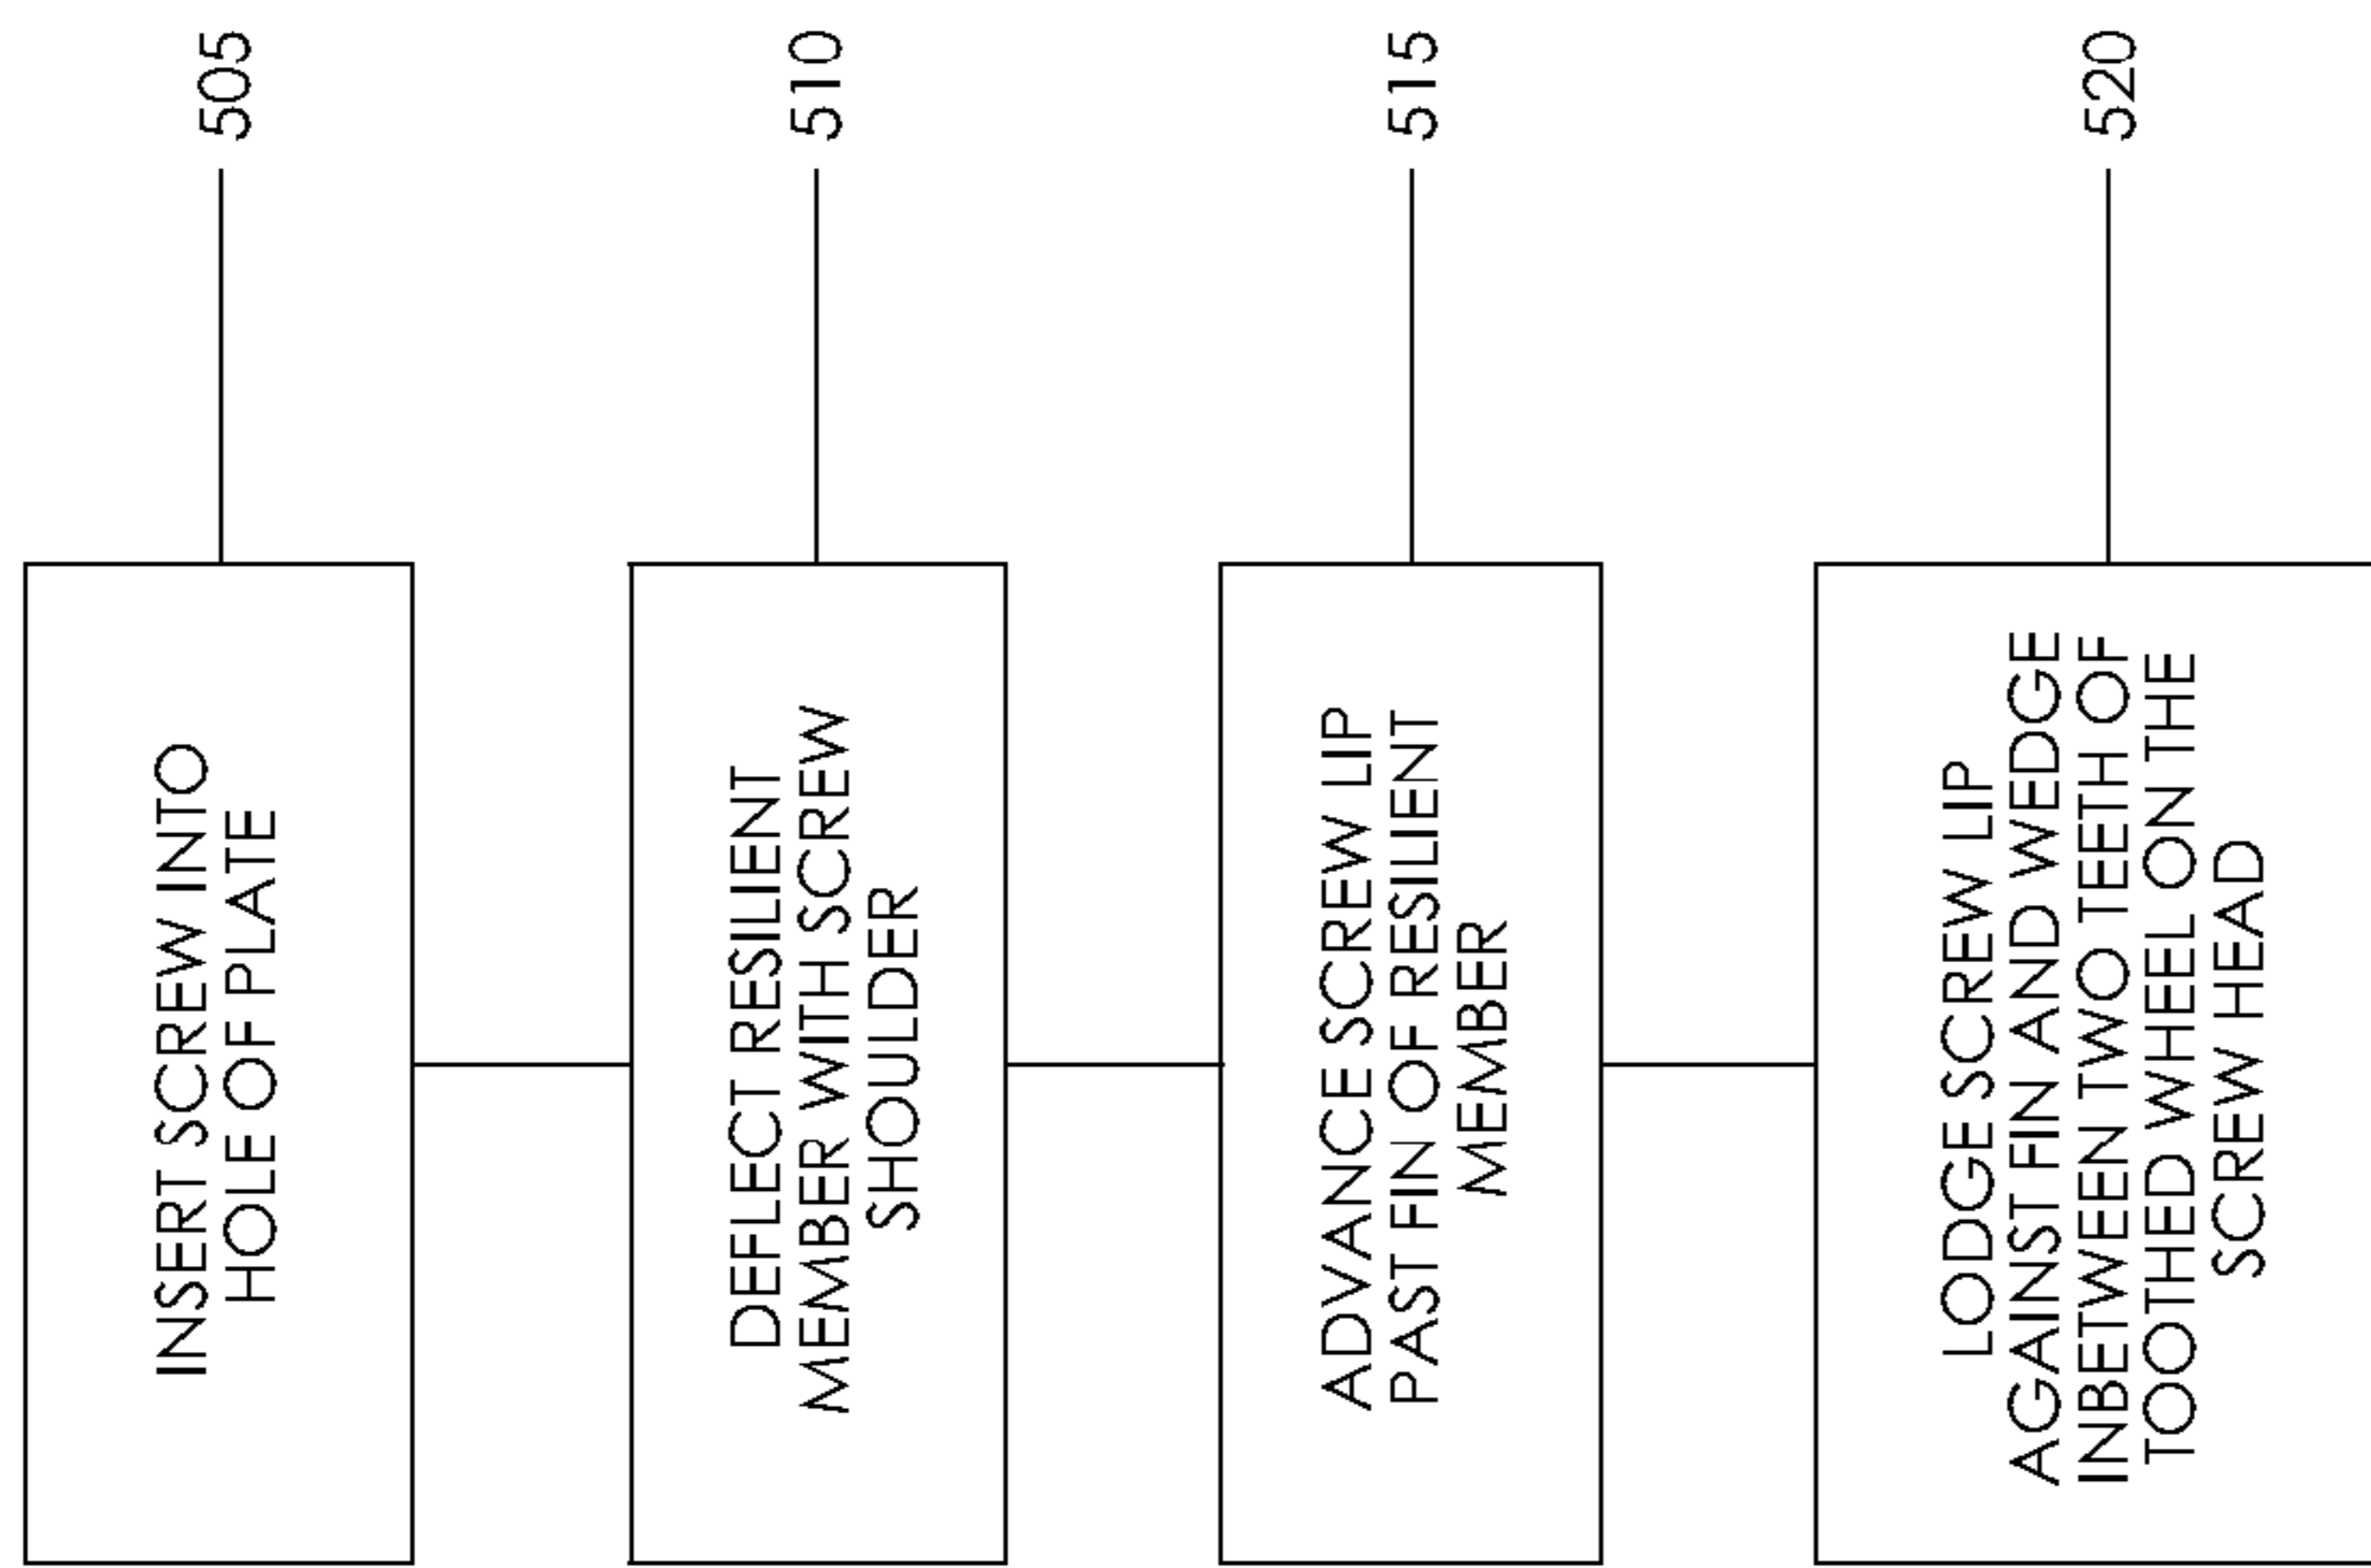 INSERT SCREW INTO
HOLE OF PLATE
505
DEFLECT RESILIENT
MEMBER WITH SCREW
SHOULDER
510
ADVANCE SCREW LIP
PAST FIN OF RESILIENT
MEMBER
515
LODGE SCREW LIP
AGAINST FIN AND WEDGE
INBETWEEN TWO TEETH OF
TOOTHED WHEEL ON THE
SCREW HEAD
520